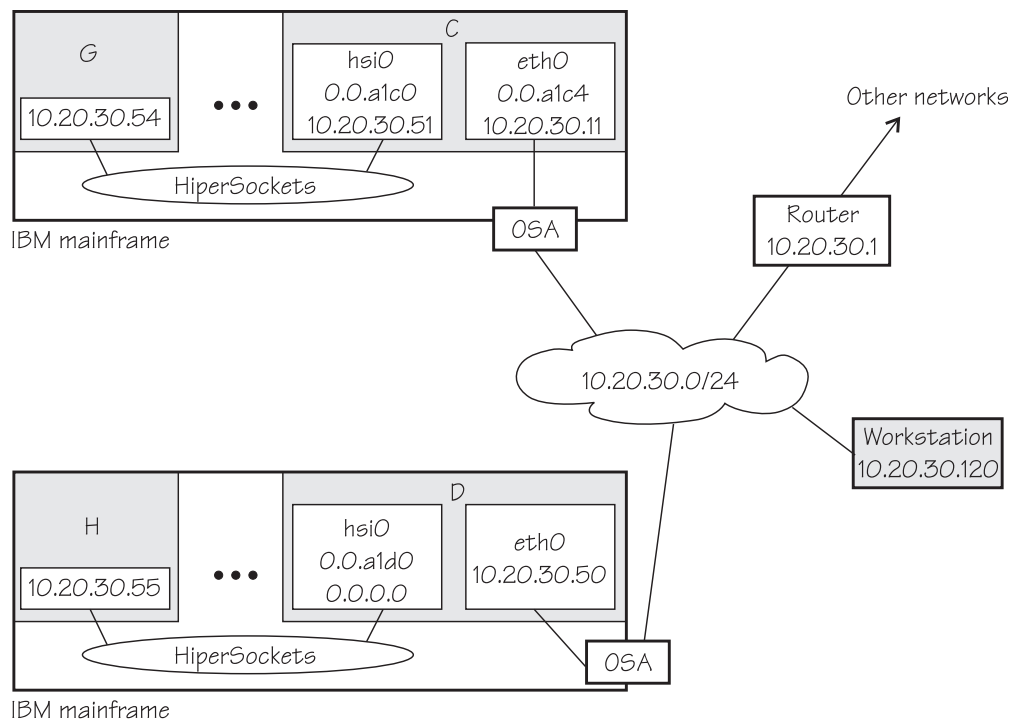 G
10.20.30.54
C
hsi0
0.0.a1c0
10.20.30.51
eth0
0.0.a1c4
10.20.30.11
HiperSockets
OSA
IBM mainframe
Other networks
Router
10.20.30.1
10.20.30.0/24
Workstation
10.20.30.120
H
10.20.30.55
D
hsi0
0.0.a1d0
0.0.0.0
eth0
10.20.30.50
HiperSockets
OSA
IBM mainframe